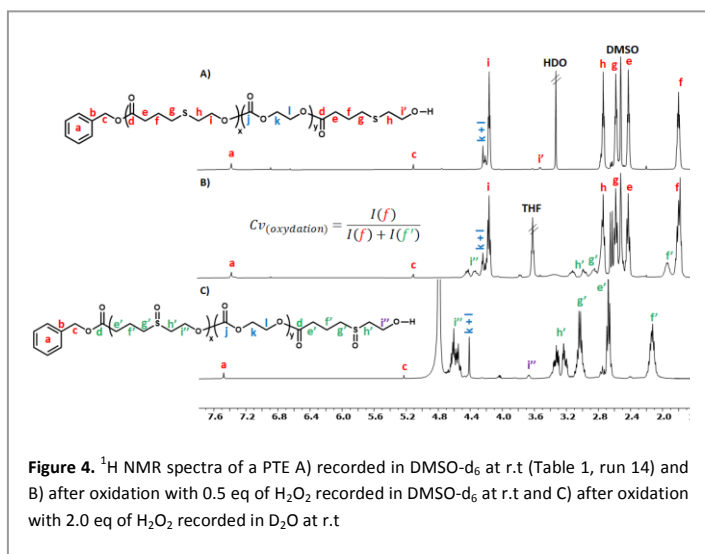 A)
HDO
DMSO
i
h
g
e
f
k + l
a
c
i'
b
c
O
O
d
e
f
g
S
h
i
O
x
O
j
O
k
l
O
y
O
d
e
f
g
S
h
i'
O-H
a
B)
Cv(oxydation) = I(f) / I(f) + I(f')
THF
i
h
g
e
f
a
c
i''
k + l
h'
g'
f'
C)
b
c
O
O
d
e'
f'
g'
S
O
h'
i''
O
x
O
j
O
k
l
O
y
O
d
e'
f'
g'
S
O
h'
i''
O-H
a
a
c
i''
k + l
i''
h'
g'
e'
f'
7.6 7.2 6.8 6.4 6.0 5.6 5.2 4.8 4.4 4.0 3.6 3.2 2.8 2.4 2.0
Figure 4. ¹H NMR spectra of a PTE A) recorded in DMSO-d₆ at r.t (Table 1, run 14) and
B) after oxidation with 0.5 eq of H₂O₂ recorded in DMSO-d₆ at r.t and C) after oxidation
with 2.0 eq of H₂O₂ recorded in D₂O at r.t